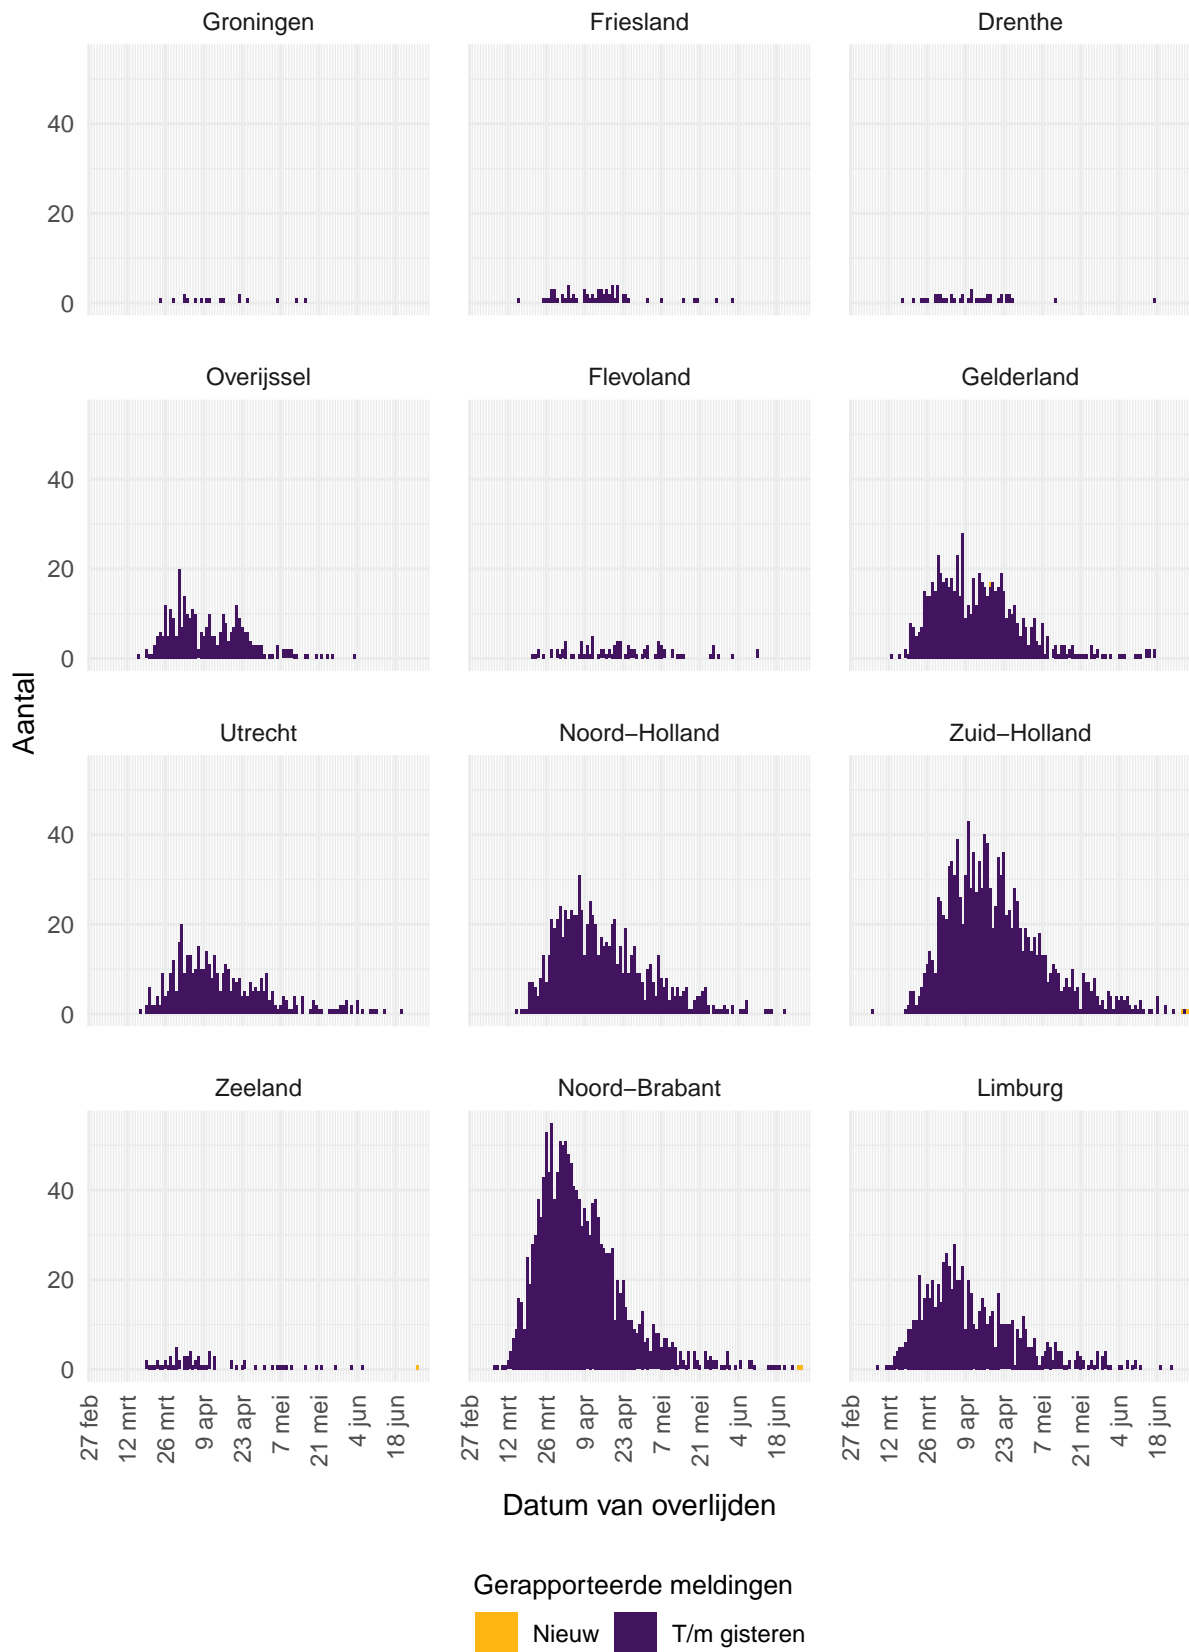 Groningen Friesland Drenthe
40
20
0
Overijssel Flevoland Gelderland
40
20
0
Aantal
Utrecht Noord−Holland Zuid−Holland
40
20
0
Zeeland Noord−Brabant Limburg
40
20
0
27 feb 12 mrt 26 mrt 9 apr 23 apr 7 mei 21 mei 4 jun 18 jun 27 feb 12 mrt 26 mrt 9 apr 23 apr 7 mei 21 mei 4 jun 18 jun 27 feb 12 mrt 26 mrt 9 apr 23 apr 7 mei 21 mei 4 jun 18 jun
Datum van overlijden
Gerapporteerde meldingen
Nieuw T/m gisteren